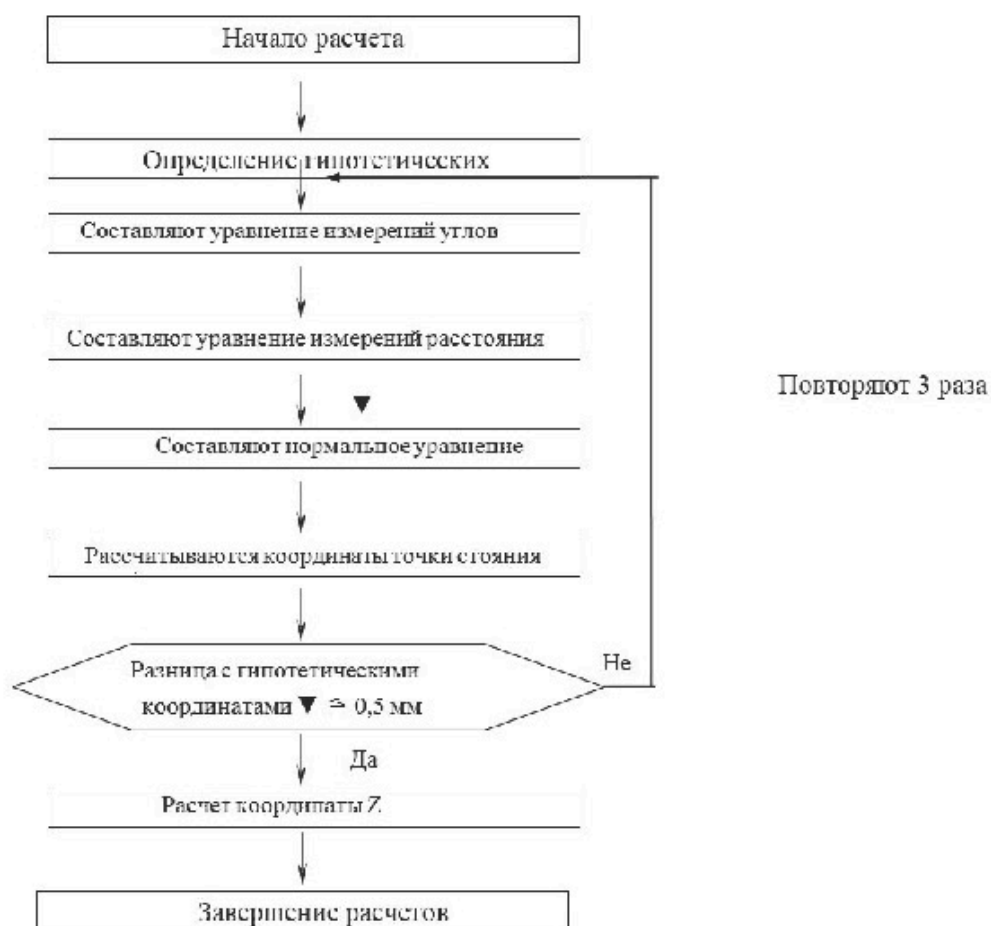 Начало расчета
Определение гипотетических
Составляют уравнение измерений углов
Составляют уравнение измерений расстояния
Повторяют 3 раза
▼
Составляют нормальное уравнение
Рассчитываются координаты точки стояния
Разница с гипотетическими
координатами ▼ ≃ 0,5 мм
Не
Да
Расчет координаты Z
Завершение расчетов